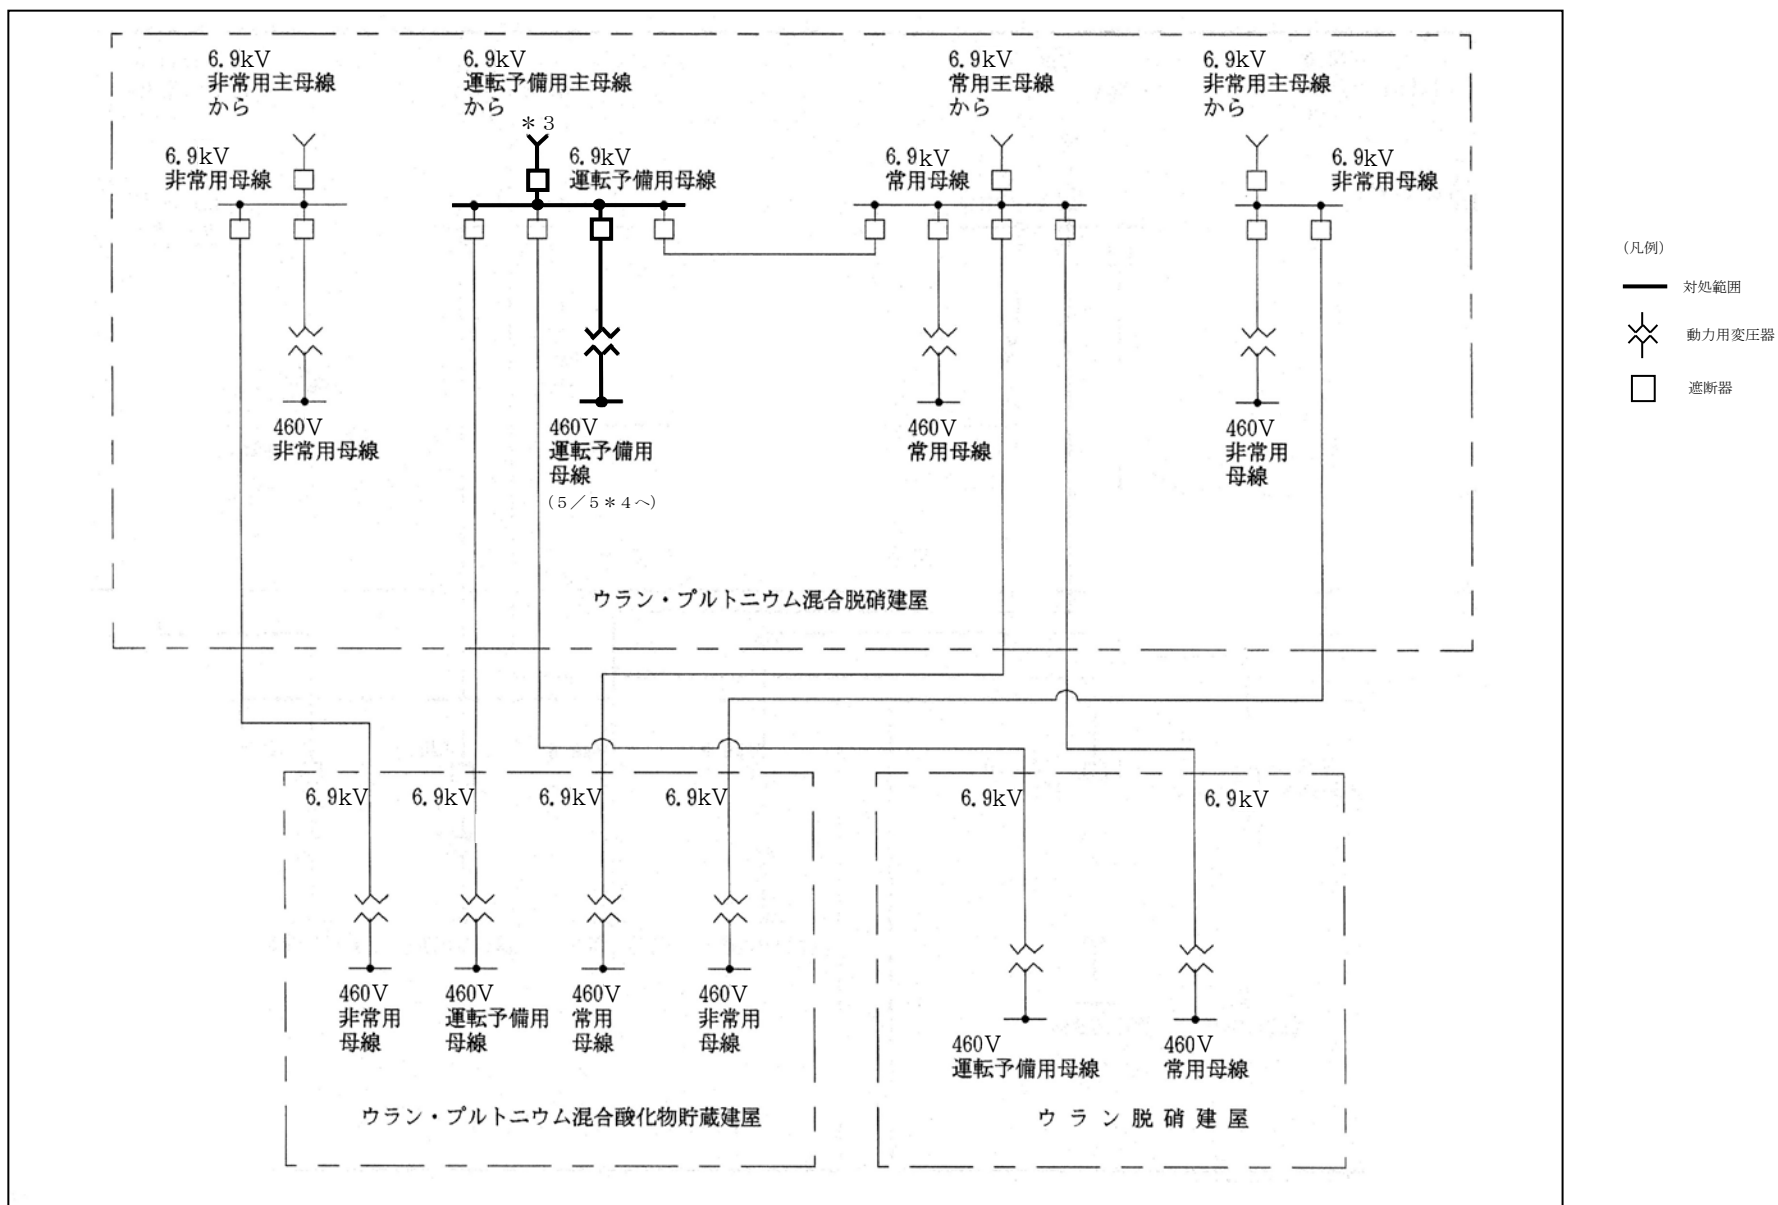 6.9kV
非常用主母線
から
6.9kV
運転予備用主母線
から
6.9kV
常用主母線
から
6.9kV
非常用主母線
から
＊3
6.9kV
非常用母線
6.9kV
運転予備用母線
6.9kV
常用母線
6.9kV
非常用母線
(凡例)
対処範囲
動力用変圧器
遮断器
460V
非常用母線
460V
運転予備用
母線
(5／5＊4へ)
460V
常用母線
460V
非常用
母線
ウラン・プルトニウム混合脱硝建屋
6.9kV
6.9kV
6.9kV
6.9kV
6.9kV
6.9kV
460V
非常用
母線
460V
運転予備用
母線
460V
常用
母線
460V
非常用
母線
460V
運転予備用母線
460V
常用母線
ウラン・プルトニウム混合酸化物貯蔵建屋
ウラン脱硝建屋